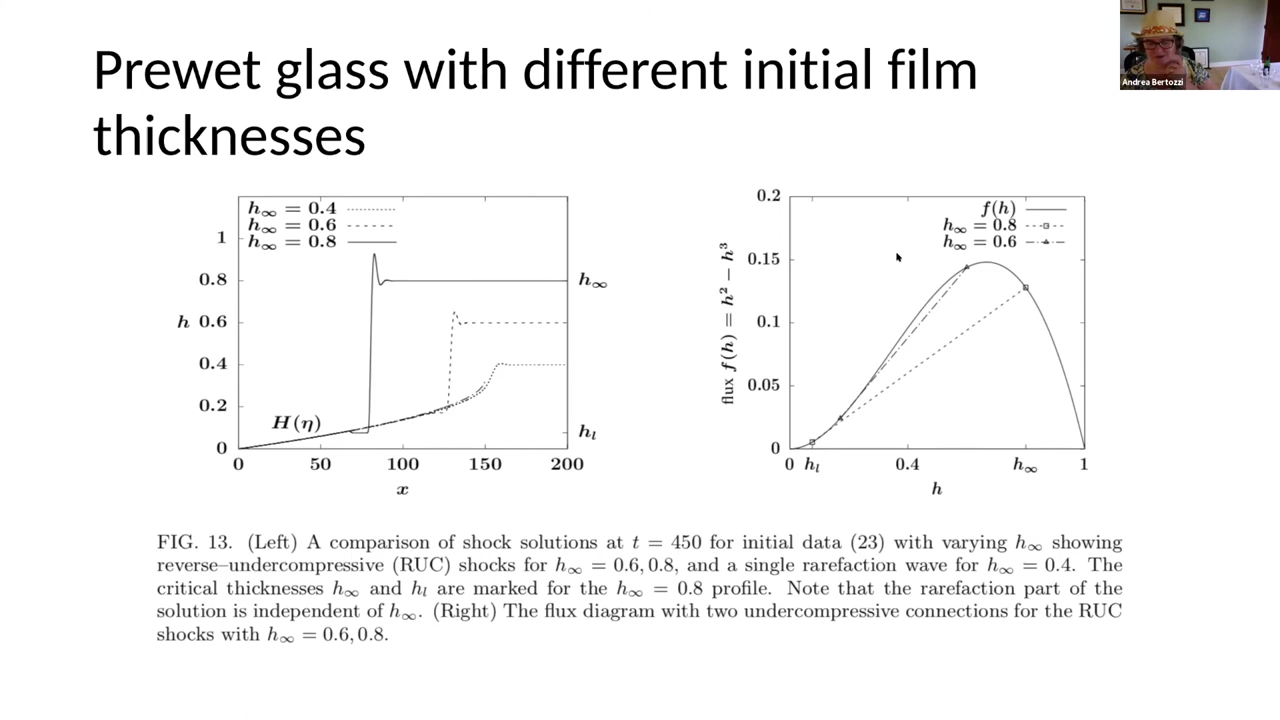 Prewet glass with different initial film
thicknesses
Andrea Bertozzi
h∞ = 0.4
h∞ = 0.6
h∞ = 0.8
1
0.8
h 0.6
0.4
0.2
0
h∞
H(η)
hl
0 50 100 150 200
x
0.2
0.15
0.1
0.05
0
flux f(h) = h² − h³
f(h)
h∞ = 0.8
h∞ = 0.6
0 hl 0.4 h∞ 1
h
FIG. 13. (Left) A comparison of shock solutions at t = 450 for initial data (23) with varying h∞ showing
reverse–undercompressive (RUC) shocks for h∞ = 0.6, 0.8, and a single rarefaction wave for h∞ = 0.4. The
critical thicknesses h∞ and hl are marked for the h∞ = 0.8 profile. Note that the rarefaction part of the
solution is independent of h∞. (Right) The flux diagram with two undercompressive connections for the RUC
shocks with h∞ = 0.6, 0.8.